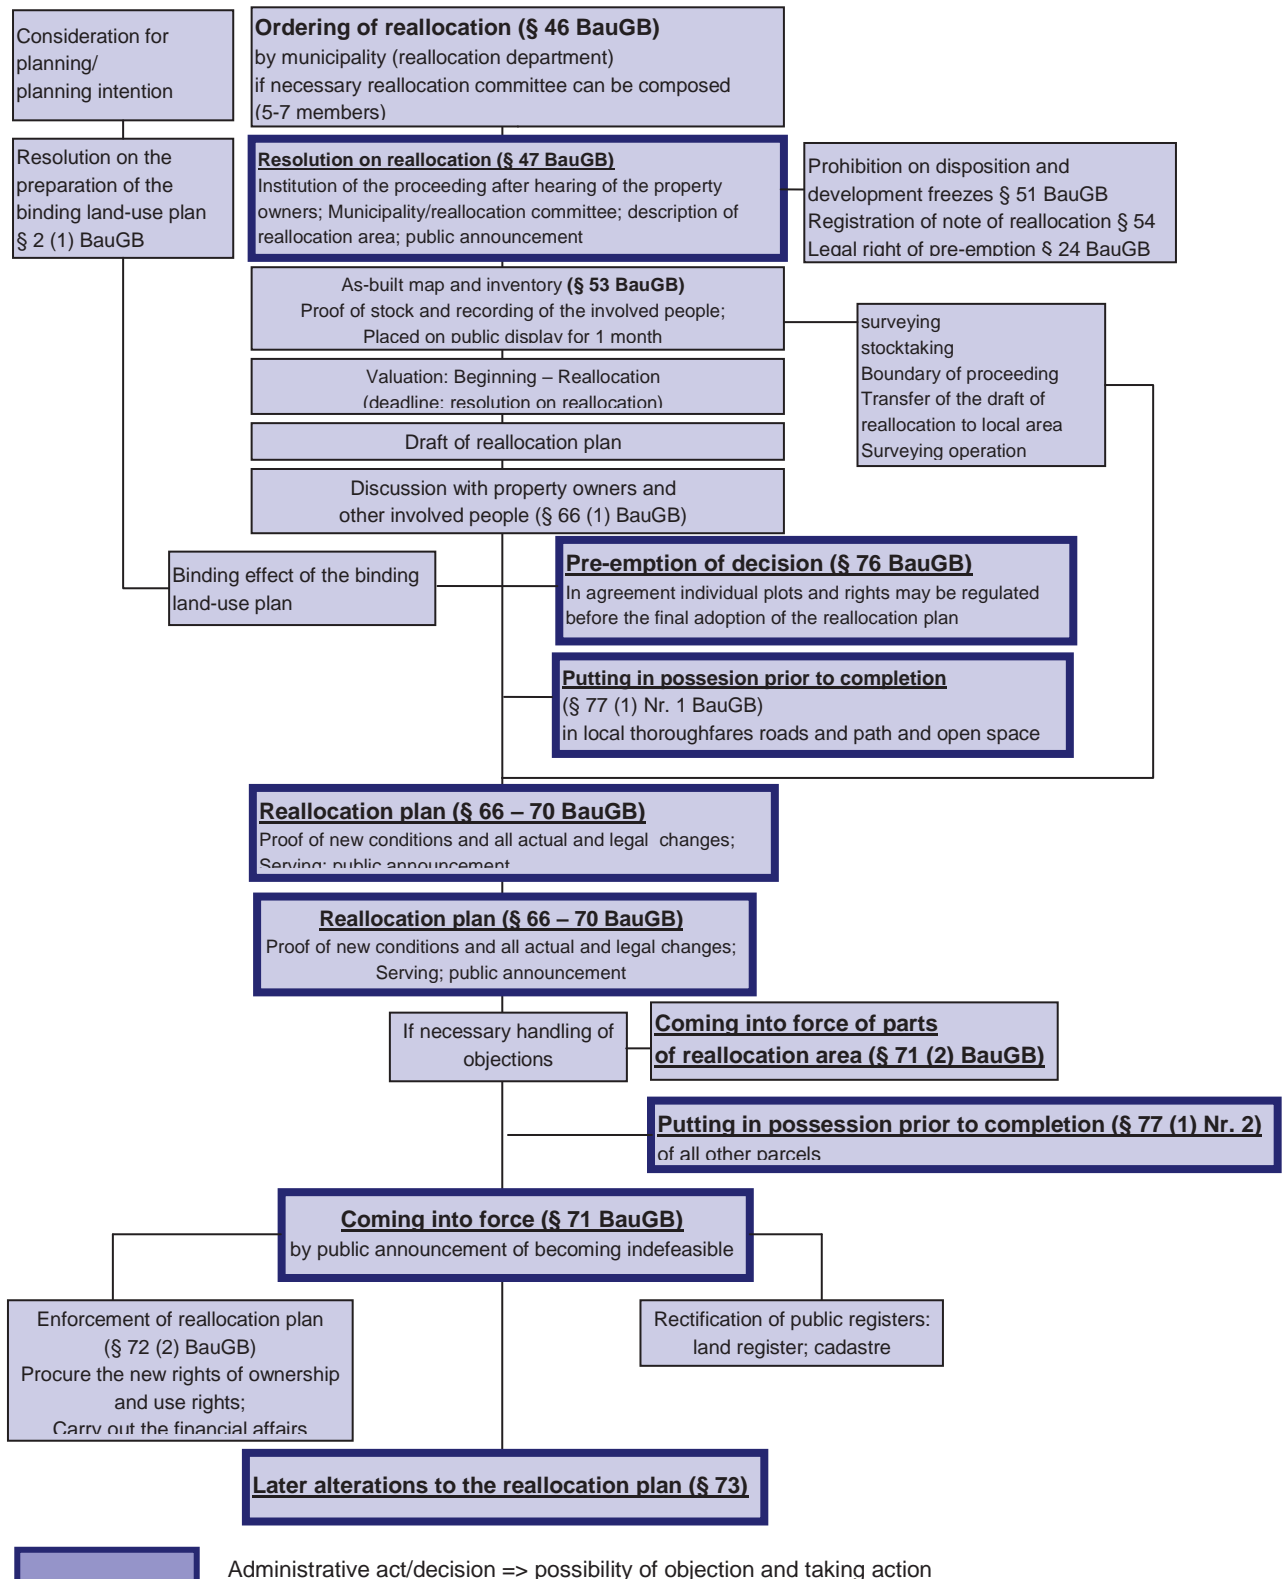 Consideration for
planning/
planning intention
Ordering of reallocation (§ 46 BauGB)
by municipality (reallocation department)
if necessary reallocation committee can be composed
(5-7 members)
Resolution on the
preparation of the
binding land-use plan
§ 2 (1) BauGB
Resolution on reallocation (§ 47 BauGB)
Institution of the proceeding after hearing of the property
owners; Municipality/reallocation committee; description of
reallocation area; public announcement
Prohibition on disposition and
development freezes § 51 BauGB
Registration of note of reallocation § 54
Legal right of pre-emption § 24 BauGB
As-built map and inventory (§ 53 BauGB)
Proof of stock and recording of the involved people;
Placed on public display for 1 month
surveying
stocktaking
Boundary of proceeding
Transfer of the draft of
reallocation to local area
Surveying operation
Valuation: Beginning – Reallocation
(deadline: resolution on reallocation)
Draft of reallocation plan
Discussion with property owners and
other involved people (§ 66 (1) BauGB)
Binding effect of the binding
land-use plan
Pre-emption of decision (§ 76 BauGB)
In agreement individual plots and rights may be regulated
before the final adoption of the reallocation plan
Putting in possesion prior to completion
(§ 77 (1) Nr. 1 BauGB)
in local thoroughfares roads and path and open space
Reallocation plan (§ 66 – 70 BauGB)
Proof of new conditions and all actual and legal changes;
Serving; public announcement
Reallocation plan (§ 66 – 70 BauGB)
Proof of new conditions and all actual and legal changes;
Serving; public announcement
If necessary handling of
objections
Coming into force of parts
of reallocation area (§ 71 (2) BauGB)
Putting in possession prior to completion (§ 77 (1) Nr. 2)
of all other parcels
Coming into force (§ 71 BauGB)
by public announcement of becoming indefeasible
Enforcement of reallocation plan
(§ 72 (2) BauGB)
Procure the new rights of ownership
and use rights;
Carry out the financial affairs
Rectification of public registers:
land register; cadastre
Later alterations to the reallocation plan (§ 73)
Administrative act/decision => possibility of objection and taking action